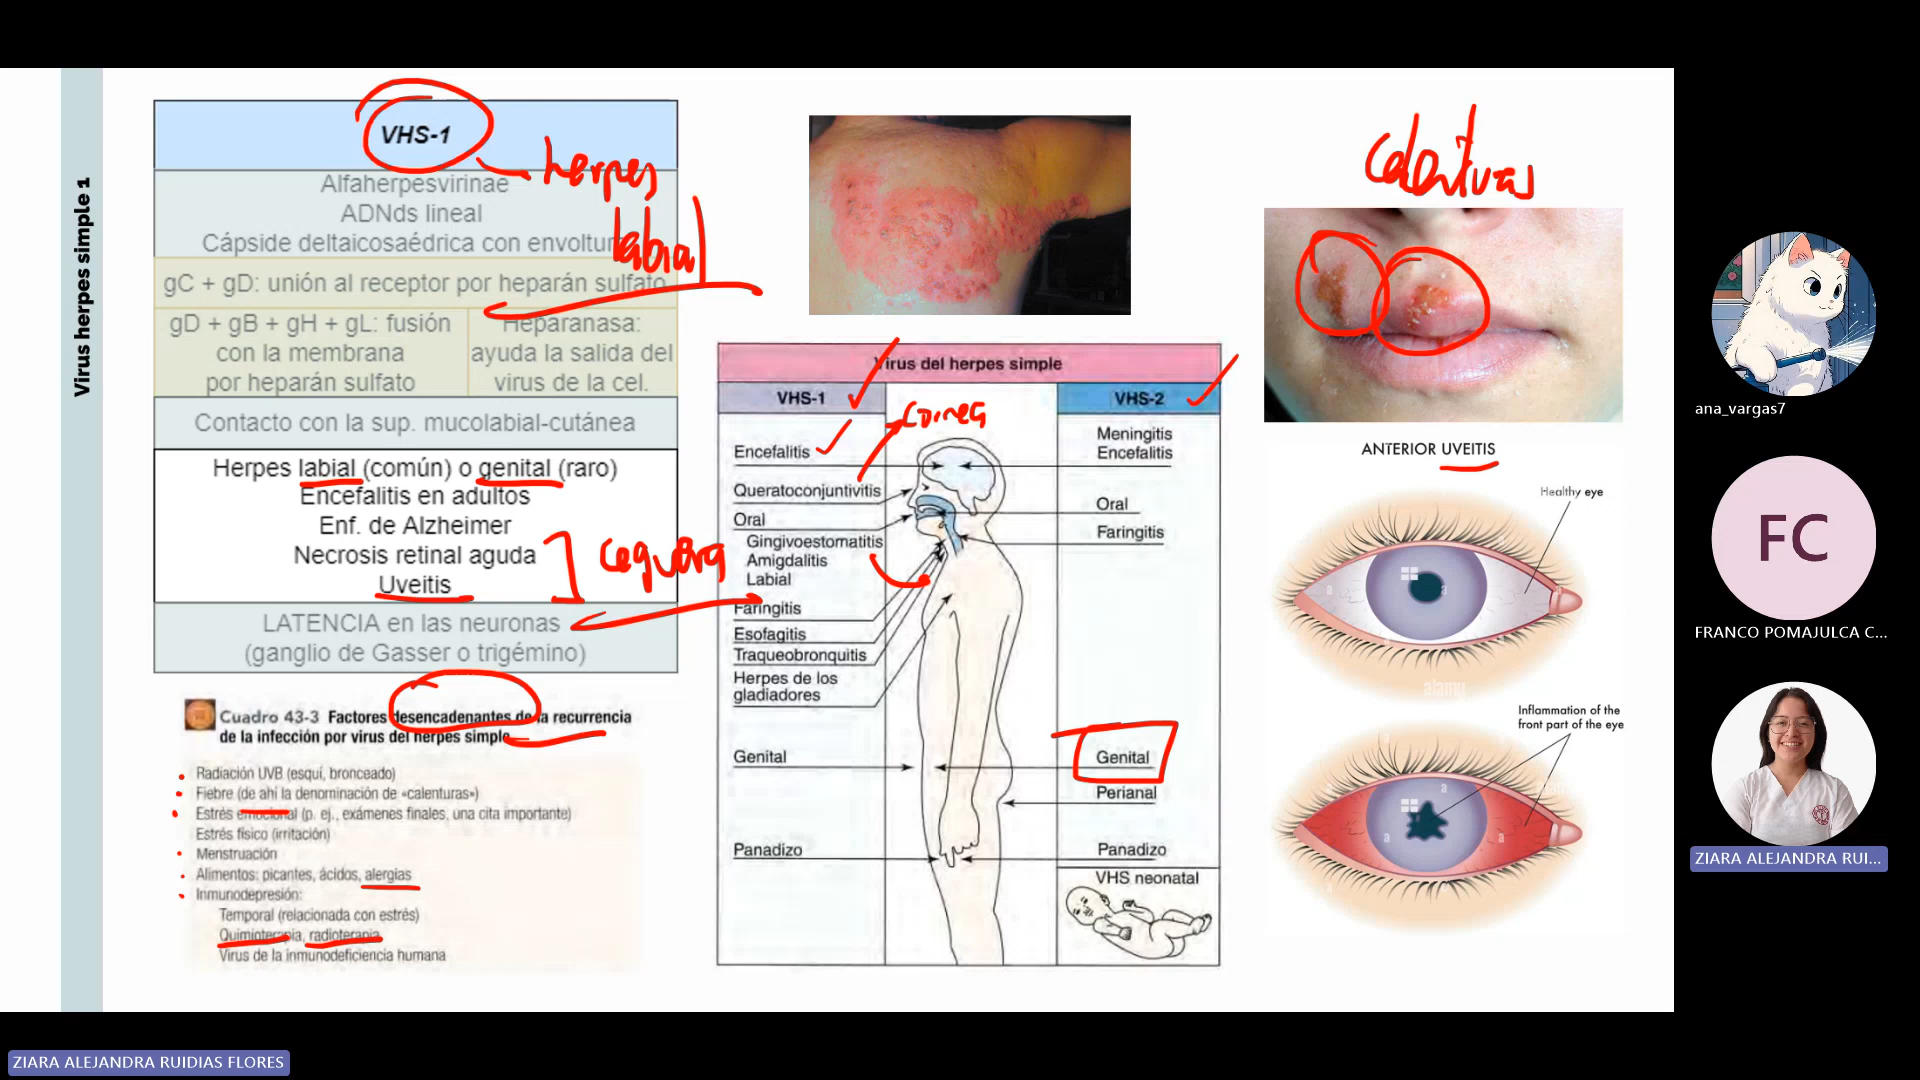 Virus herpes simple 1
VHS-1
herpes
labial
Alfaherpesvirinae
ADNds lineal
Cápside deltaicosaédrica con envoltura
gC + gD: unión al receptor por heparán sulfato
gD + gB + gH + gL: fusión
con la membrana
por heparán sulfato
Heparanasa:
ayuda la salida del
virus de la cel.
Contacto con la sup. mucolabial-cutánea
Herpes labial (común) o genital (raro)
Encefalitis en adultos
Enf. de Alzheimer
Necrosis retinal aguda
Uveitis
ceguera
LATENCIA en las neuronas
(ganglio de Gasser o trigémino)
Cuadro 43-3 Factores desencadenantes de la recurrencia
de la infección por virus del herpes simple
Radiación UVB (esquí, bronceado)
Fiebre (de ahí la denominación de «calenturas»)
Estrés emocional (p. ej., exámenes finales, una cita importante)
Estrés físico (irritación)
Menstruación
Alimentos: picantes, ácidos, alergias
Inmunodepresión:
Temporal (relacionada con estrés)
Quimioterapia, radioterapia
Virus de la inmunodeficiencia humana
Virus del herpes simple
VHS-1
Encefalitis
Queratoconjuntivitis
Oral
Gingivoestomatitis
Amigdalitis
Labial
Faringitis
Esofagitis
Traqueobronquitis
Herpes de los
gladiadores
Genital
Panadizo
cornea
VHS-2
Meningitis
Encefalitis
Oral
Faringitis
Genital
Perianal
Panadizo
VHS neonatal
calenturas
ANTERIOR UVEITIS
Healthy eye
a
a
a
alamy
Inflammation of the
front part of the eye
a
a
a
ana_vargas7
FC
FRANCO POMAJULCA C...
ZIARA ALEJANDRA RUI...
ZIARA ALEJANDRA RUIDIAS FLORES